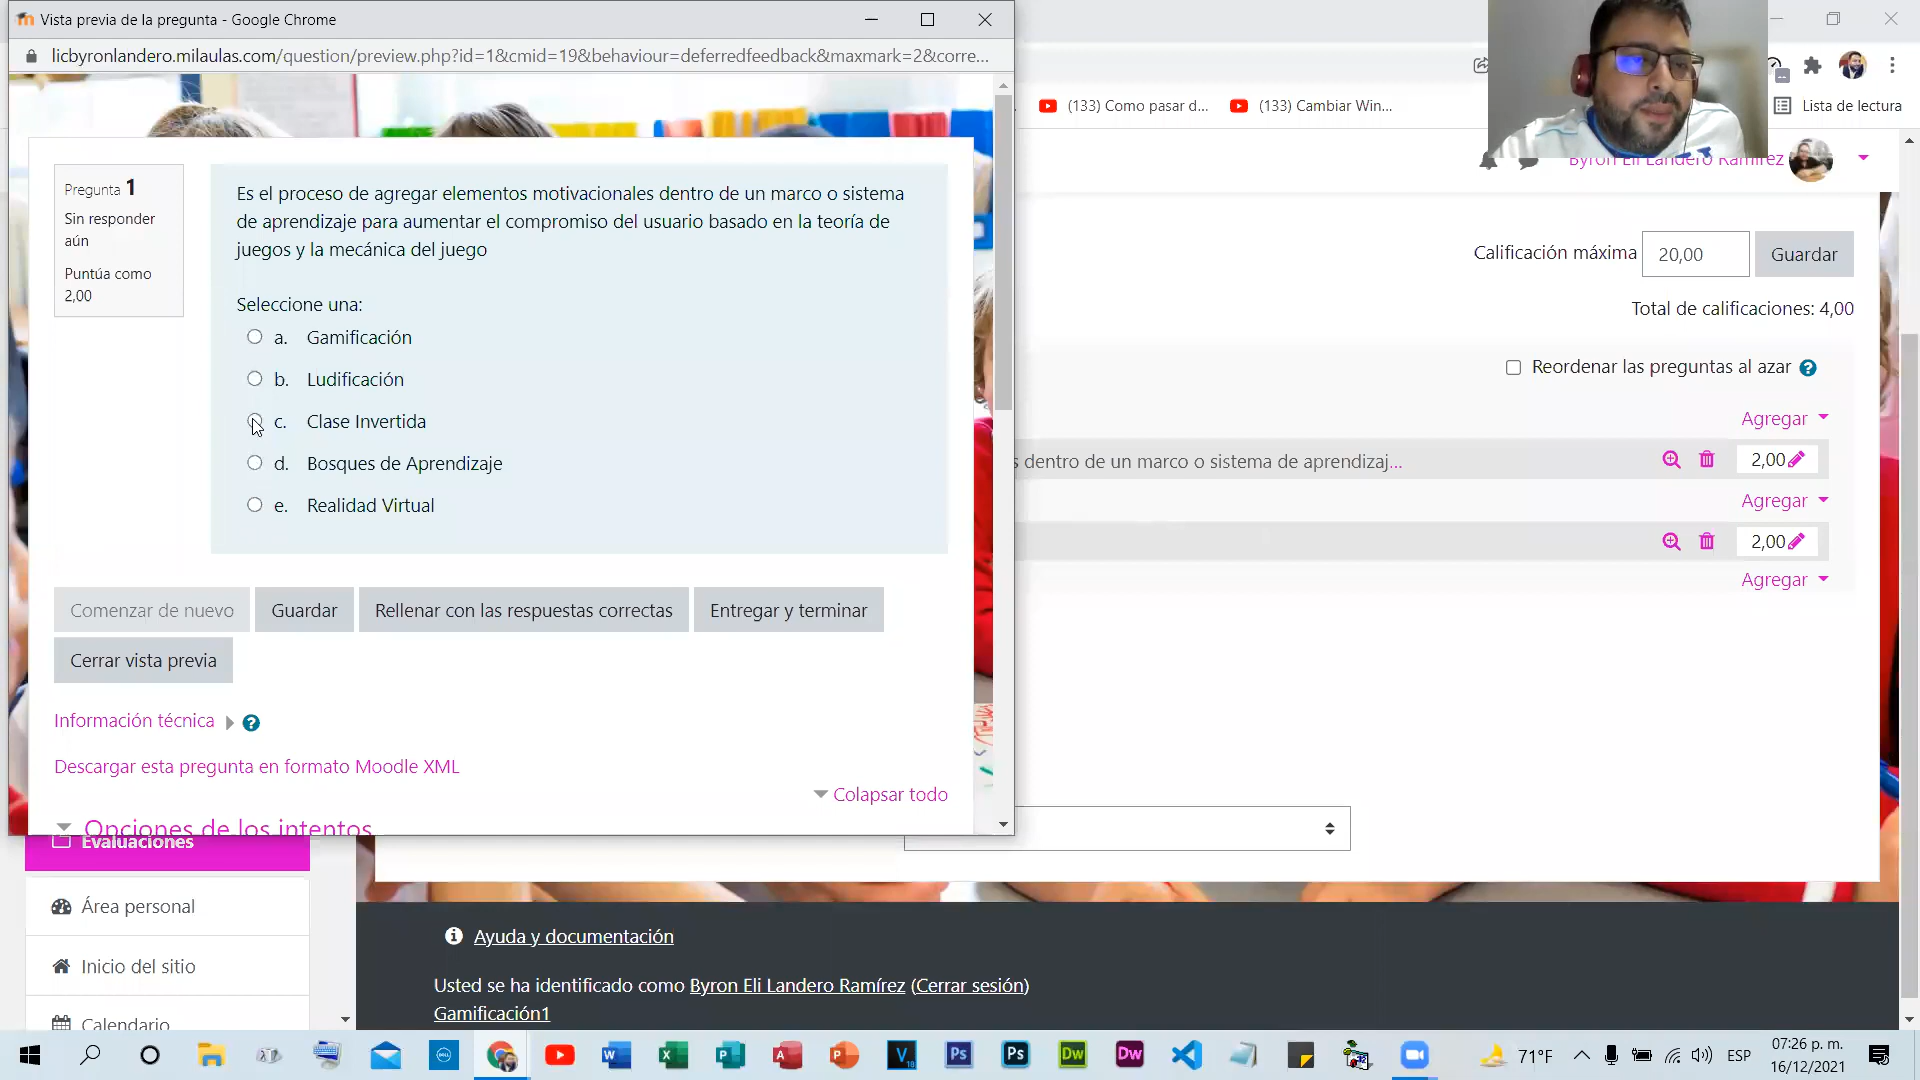 Vista previa de la pregunta - Google Chrome
licbyronlandero.milaulas.com/question/preview.php?id=1&cmid=19&behaviour=deferredfeedback&maxmark=2&corre...
Pregunta 1
Sin responder
aún
Puntúa como
2,00
Es el proceso de agregar elementos motivacionales dentro de un marco o sistema
de aprendizaje para aumentar el compromiso del usuario basado en la teoría de
juegos y la mecánica del juego
Seleccione una:
a. Gamificación
b. Ludificación
c. Clase Invertida
d. Bosques de Aprendizaje
e. Realidad Virtual
Comenzar de nuevo
Guardar
Rellenar con las respuestas correctas
Entregar y terminar
Cerrar vista previa
Información técnica
Descargar esta pregunta en formato Moodle XML
Colapsar todo
Opciones de los intentos
(133) Como pasar d...
(133) Cambiar Win...
Lista de lectura
Byron Eli Landero Ramírez
Calificación máxima
20,00
Guardar
Total de calificaciones: 4,00
Reordenar las preguntas al azar
Agregar
s dentro de un marco o sistema de aprendizaj...
2,00
Agregar
2,00
Agregar
Evaluaciones
Área personal
Inicio del sitio
Calendario
Ayuda y documentación
Usted se ha identificado como Byron Eli Landero Ramírez (Cerrar sesión)
Gamificación1
71°F
ESP
07:26 p. m.
16/12/2021